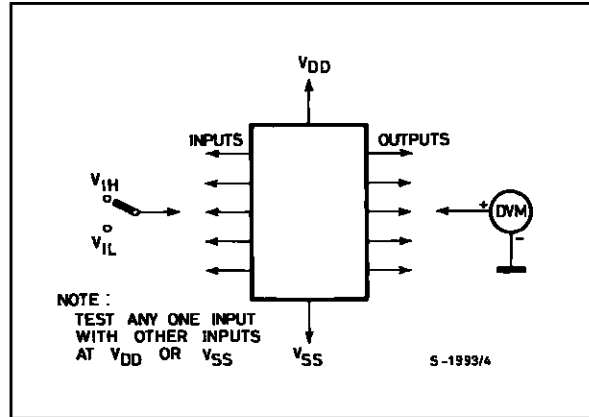 VDD
INPUTS
OUTPUTS
VIH
VIL
+
DVM
-
NOTE :
TEST ANY ONE INPUT
WITH OTHER INPUTS
AT VDD OR VSS
VSS
S-1993/4